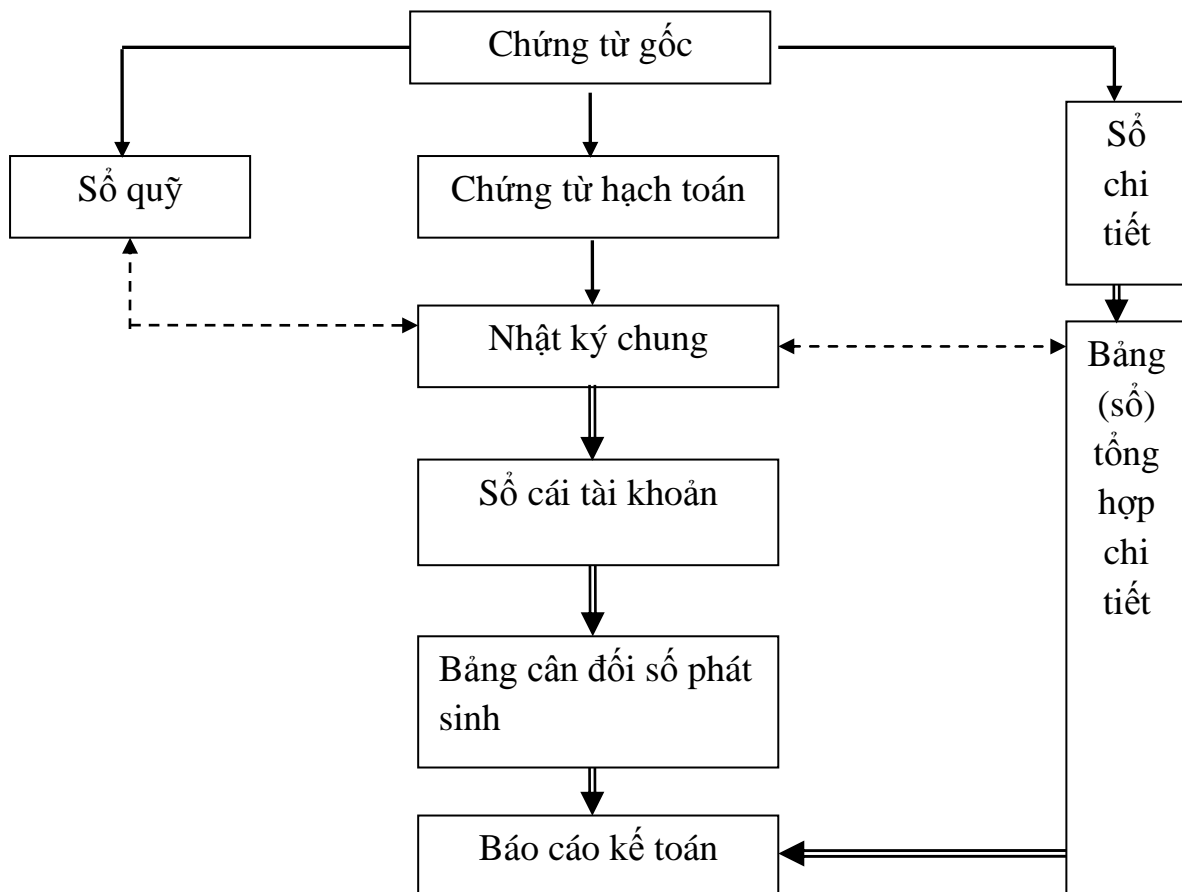 Chứng từ gốc
Sổ quỹ
Chứng từ hạch toán
Sổ
chi
tiết
Nhật ký chung
Bảng
(sổ)
tổng
hợp
chi
tiết
Sổ cái tài khoản
Bảng cân đối số phát
sinh
Báo cáo kế toán